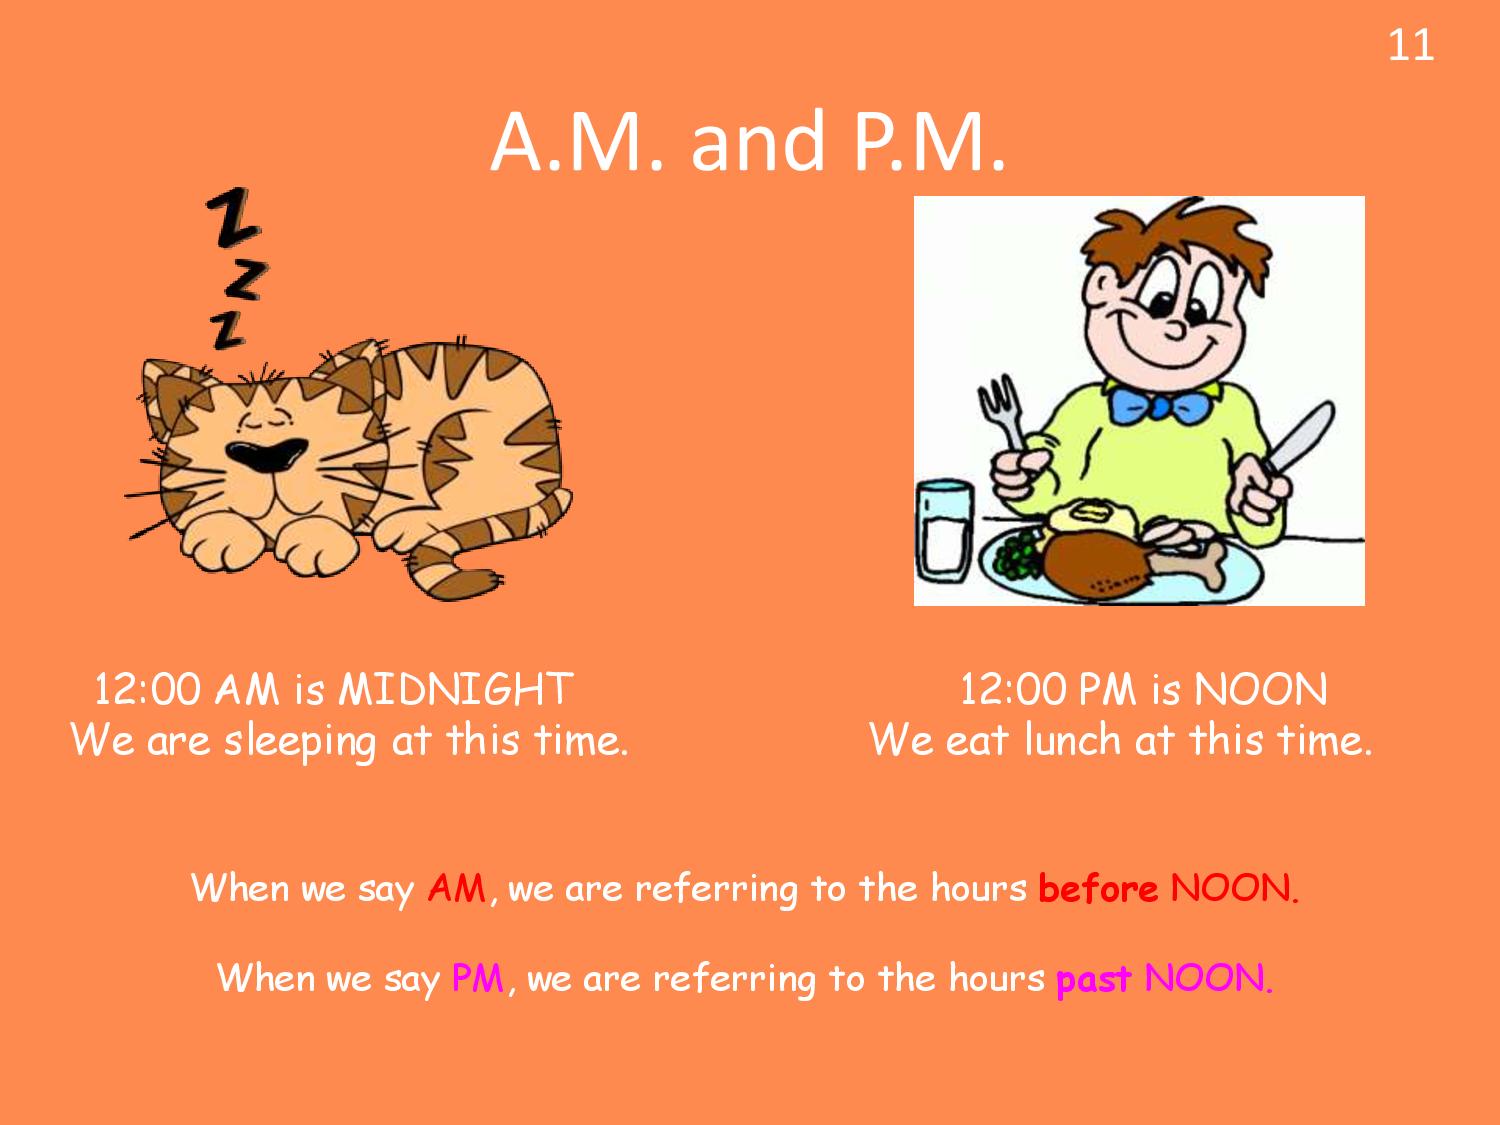 11
A.M. and P.M.
Z
Z
Z
12:00 AM is MIDNIGHT
We are sleeping at this time.
12:00 PM is NOON
We eat lunch at this time.
When we say AM, we are referring to the hours before NOON.
When we say PM, we are referring to the hours past NOON.